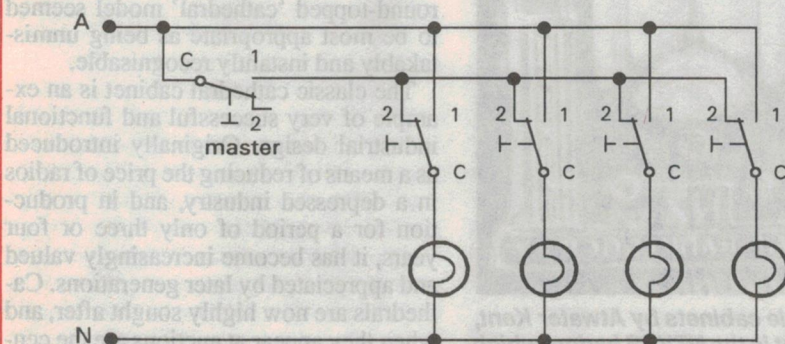 A
C 1
2
master
2 1 2 1 2 1 2 1
C C C C
N
round-topped 'cathedral' model seemed
to be most appropriate as being unmis-
takably and instantly recognisable.
The classic cathedral cabinet is an ex-
ample of very successful and functional
industrial design. Originally introduced
as a means of reducing the price of radios
in a depressed industry, and in produc-
tion for a period of only three or four
years, it has become increasingly valued
and appreciated by later generations. Ca-
thedrals are now highly sought after, and
cabinets by Atwater Kent,